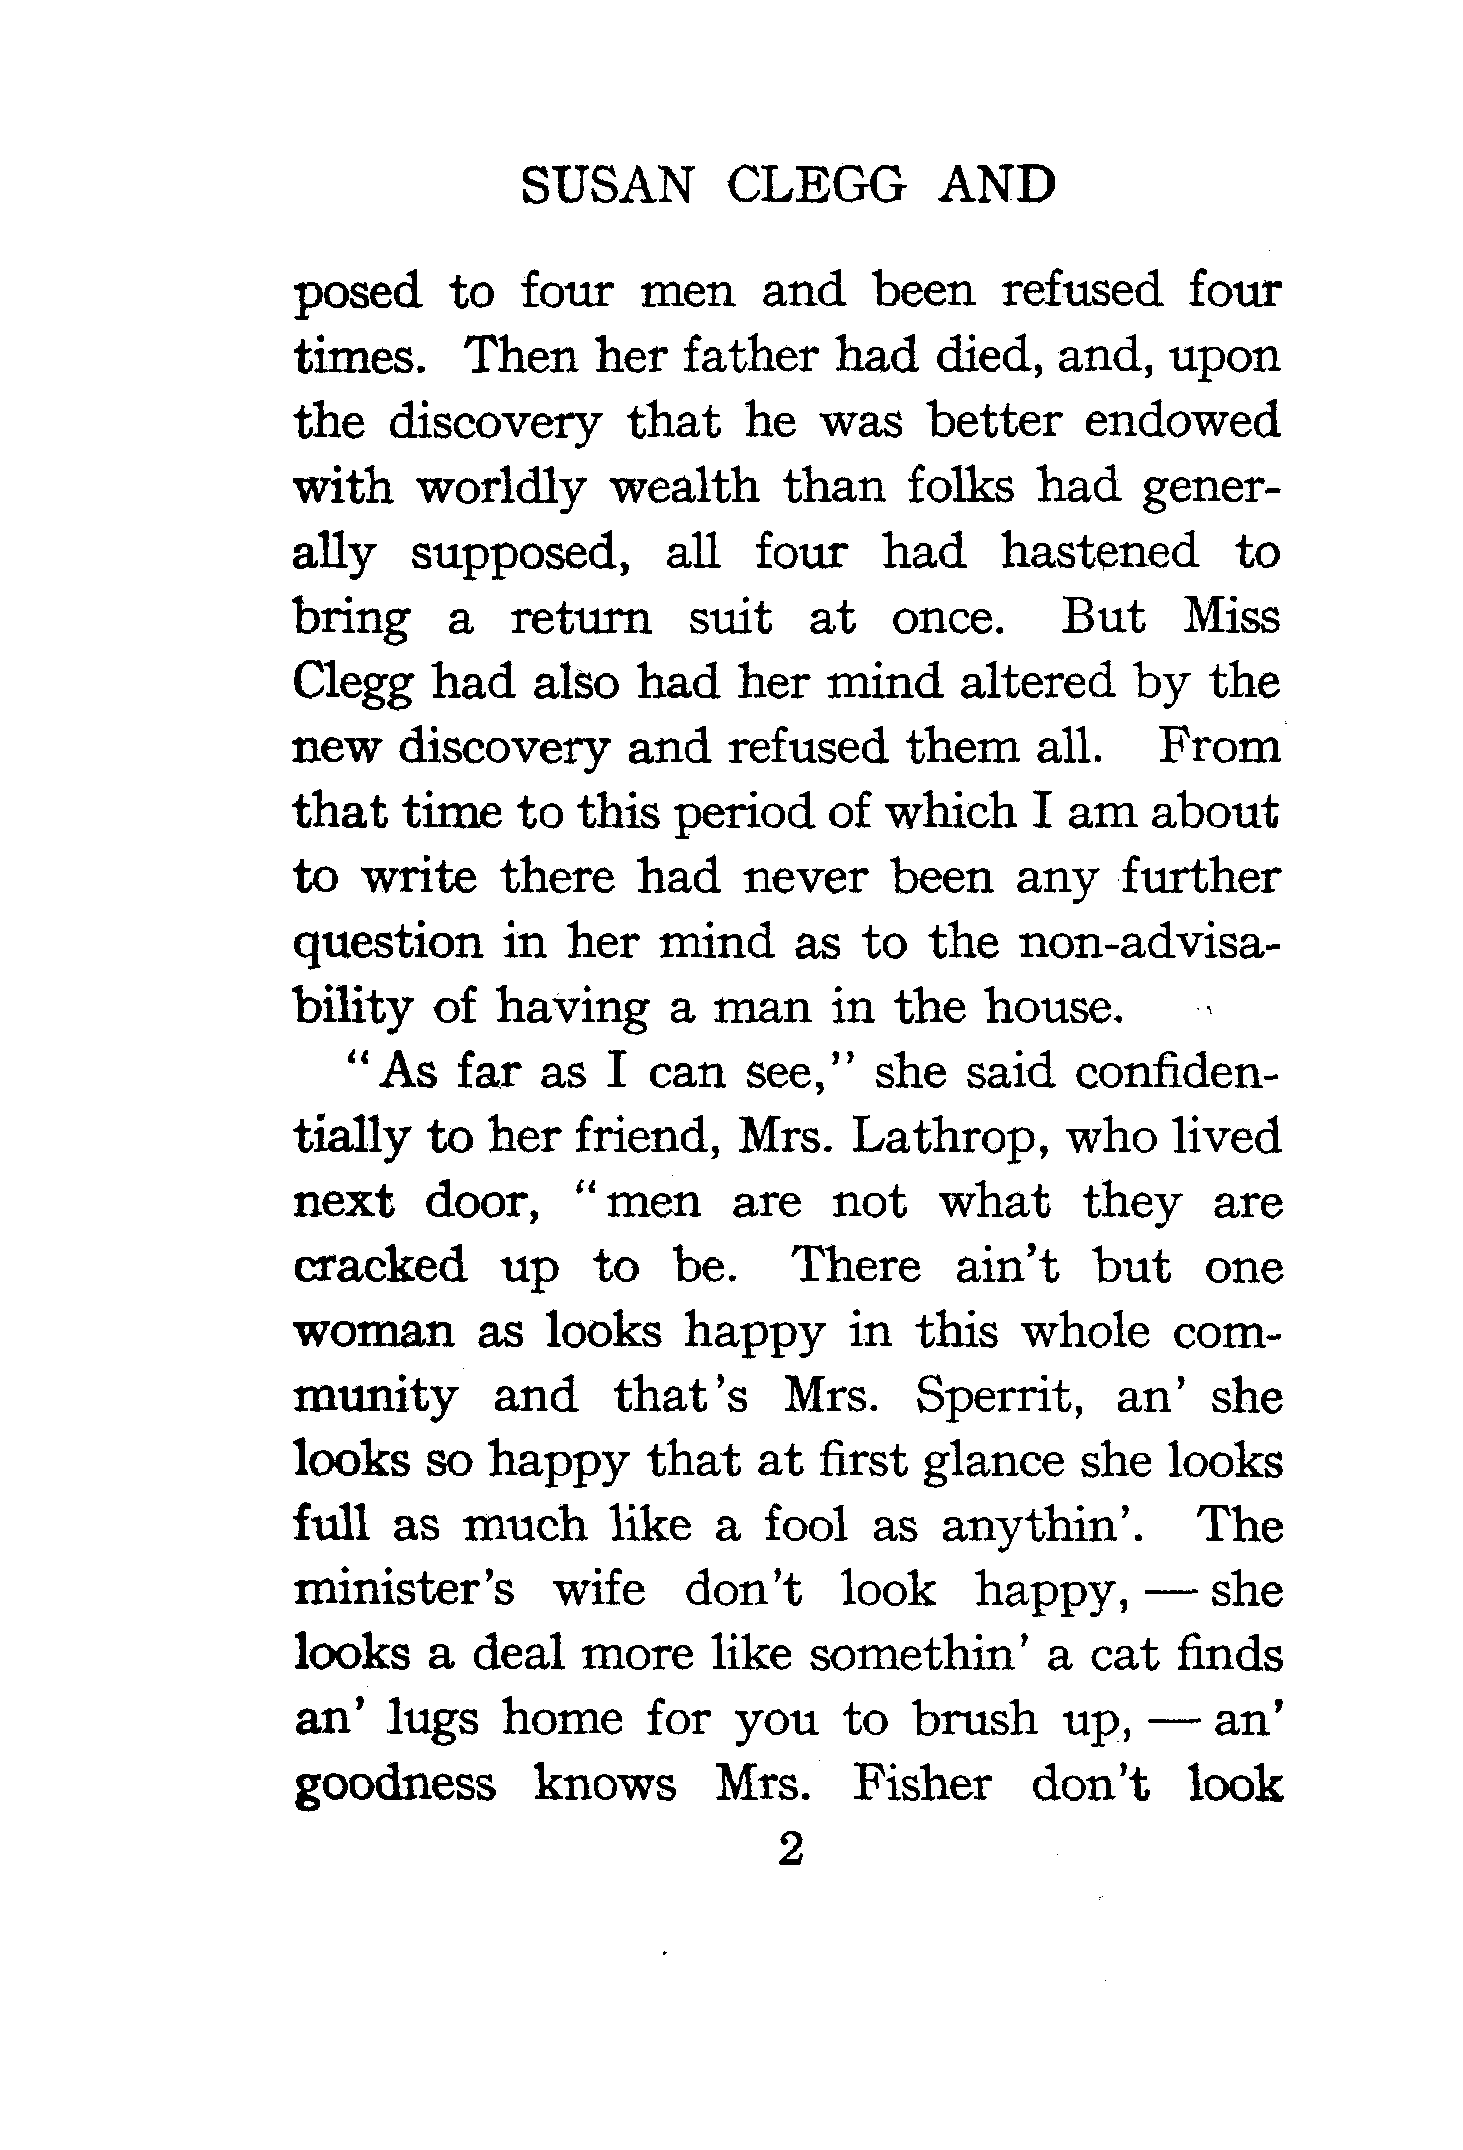 SUSAN CLEGG AND
posed to four men and been refused four
times. Then her father had died, and, upon
the discovery that he was better endowed
with worldly wealth than folks had gener-
ally supposed, all four had hastened to
bring a return suit at once. But Miss
Clegg had also had her mind altered by the
new discovery and refused them all. From
that time to this period of which I am about
to write there had never been any further
question in her mind as to the non-advisa-
bility of having a man in the house.
"As far as I can see," she said confiden-
tially to her friend, Mrs. Lathrop, who lived
next door, "men are not what they are
cracked up to be. There ain't but one
woman as looks happy in this whole com-
munity and that's Mrs. Sperrit, an' she
looks so happy that at first glance she looks
full as much like a fool as anythin'. The
minister's wife don't look happy, — she
looks a deal more like somethin' a cat finds
an' lugs home for you to brush up, — an'
goodness knows Mrs. Fisher don't look
2